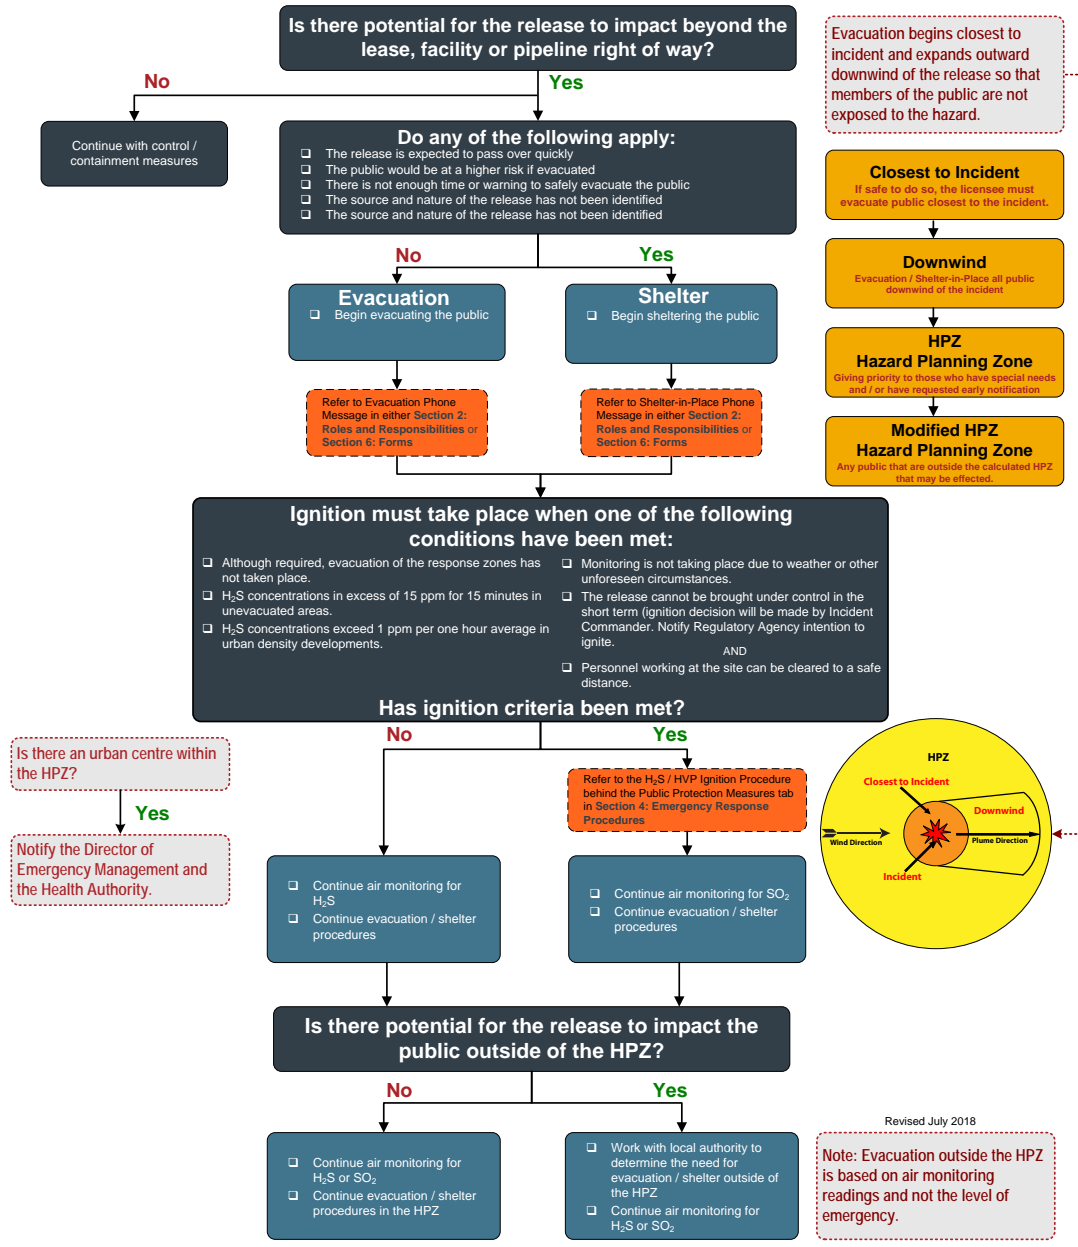 Is there potential for the release to impact beyond the
lease, facility or pipeline right of way?
No
Yes
Continue with control /
containment measures
Do any of the following apply:
❑ The release is expected to pass over quickly
❑ The public would be at a higher risk if evacuated
❑ There is not enough time or warning to safely evacuate the public
❑ The source and nature of the release has not been identified
❑ The source and nature of the release has not been identified
No
Yes
Evacuation
❑ Begin evacuating the public
Shelter
❑ Begin sheltering the public
Refer to Evacuation Phone
Message in either Section 2:
Roles and Responsibilities or
Section 6: Forms
Refer to Shelter-in-Place Phone
Message in either Section 2:
Roles and Responsibilities or
Section 6: Forms
Evacuation begins closest to
incident and expands outward
downwind of the release so that
members of the public are not
exposed to the hazard.
Closest to Incident
If safe to do so, the licensee must
evacuate public closest to the incident.
Downwind
Evacuation / Shelter-in-Place all public
downwind of the incident
HPZ
Hazard Planning Zone
Giving priority to those who have special needs
and / or have requested early notification
Modified HPZ
Hazard Planning Zone
Any public that are outside the calculated HPZ
that may be effected.
Ignition must take place when one of the following
conditions have been met:
❑ Although required, evacuation of the response zones has
not taken place.
❑ H₂S concentrations in excess of 15 ppm for 15 minutes in
unevacuated areas.
❑ H₂S concentrations exceed 1 ppm per one hour average in
urban density developments.
❑ Monitoring is not taking place due to weather or other
unforeseen circumstances.
❑ The release cannot be brought under control in the
short term (ignition decision will be made by Incident
Commander. Notify Regulatory Agency intention to
ignite.
AND
❑ Personnel working at the site can be cleared to a safe
distance.
Has ignition criteria been met?
No
Yes
Is there an urban centre within
the HPZ?
Yes
Notify the Director of
Emergency Management and
the Health Authority.
Refer to the H₂S / HVP Ignition Procedure
behind the Public Protection Measures tab
in Section 4: Emergency Response
Procedures
❑ Continue air monitoring for
H₂S
❑ Continue evacuation / shelter
procedures
❑ Continue air monitoring for SO₂
❑ Continue evacuation / shelter
procedures
HPZ
Closest to Incident
Downwind
Wind Direction
Plume Direction
Incident
Is there potential for the release to impact the
public outside of the HPZ?
No
Yes
❑ Continue air monitoring for
H₂S or SO₂
❑ Continue evacuation / shelter
procedures in the HPZ
❑ Work with local authority to
determine the need for
evacuation / shelter outside of
the HPZ
❑ Continue air monitoring for
H₂S or SO₂
Revised July 2018
Note: Evacuation outside the HPZ
is based on air monitoring
readings and not the level of
emergency.